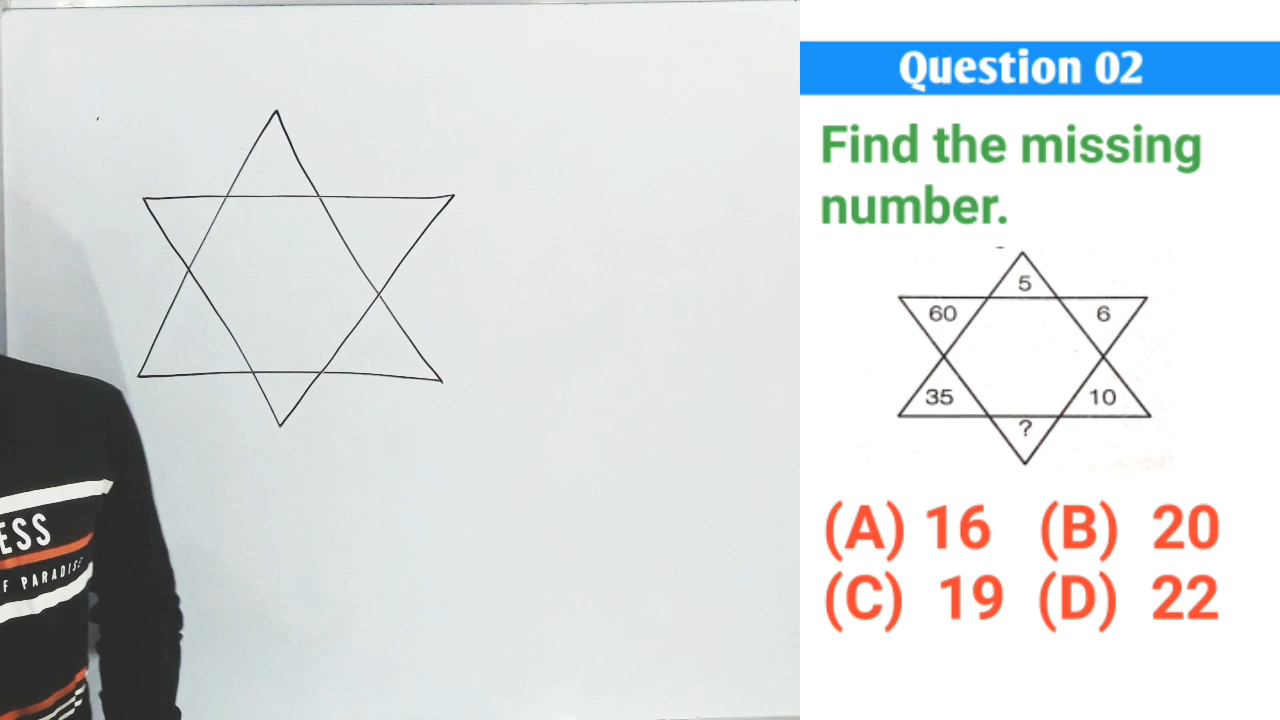 Question 02
Find the missing
number.
5
60 6
35 10
?
(A) 16 (B) 20
(C) 19 (D) 22
ESS
F PARADISE